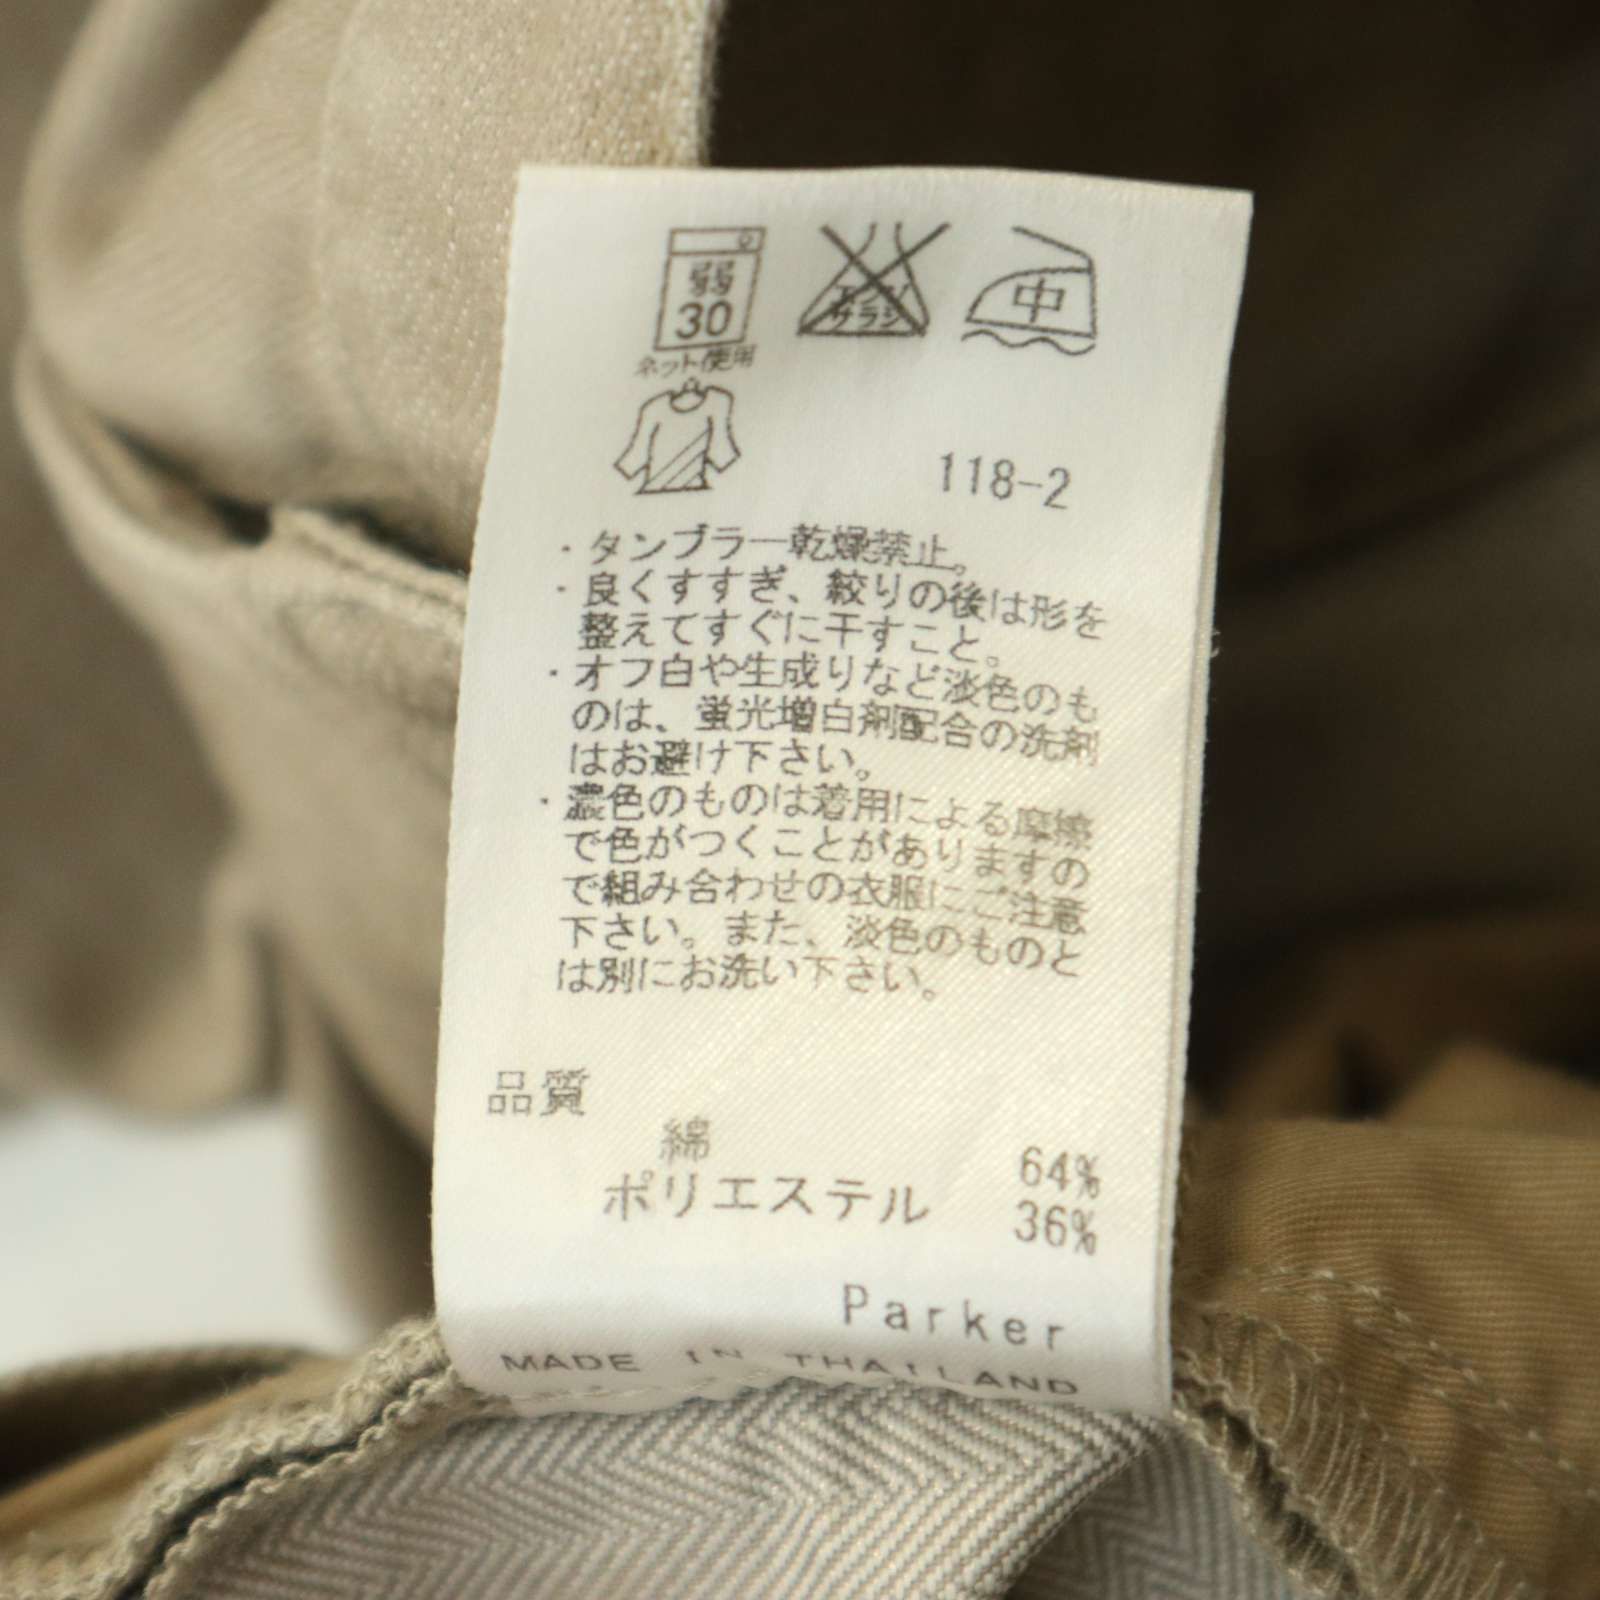 弱
30
ネット使用
エンソ
サラシ
中
118-2
・タンブラー乾燥禁止。
・良くすすぎ、絞りの後は形を
整えてすぐに干すこと。
・オフ白や生成りなど淡色のも
のは、蛍光増白剤配合の洗剤
はお避け下さい。
・濃色のものは着用による摩擦
で色がつくことがありますの
で組み合わせの衣服にご注意
下さい。また、淡色のものと
は別にお洗い下さい。
品質
綿 64%
ポリエステル 36%
Parker
MADE IN THAILAND